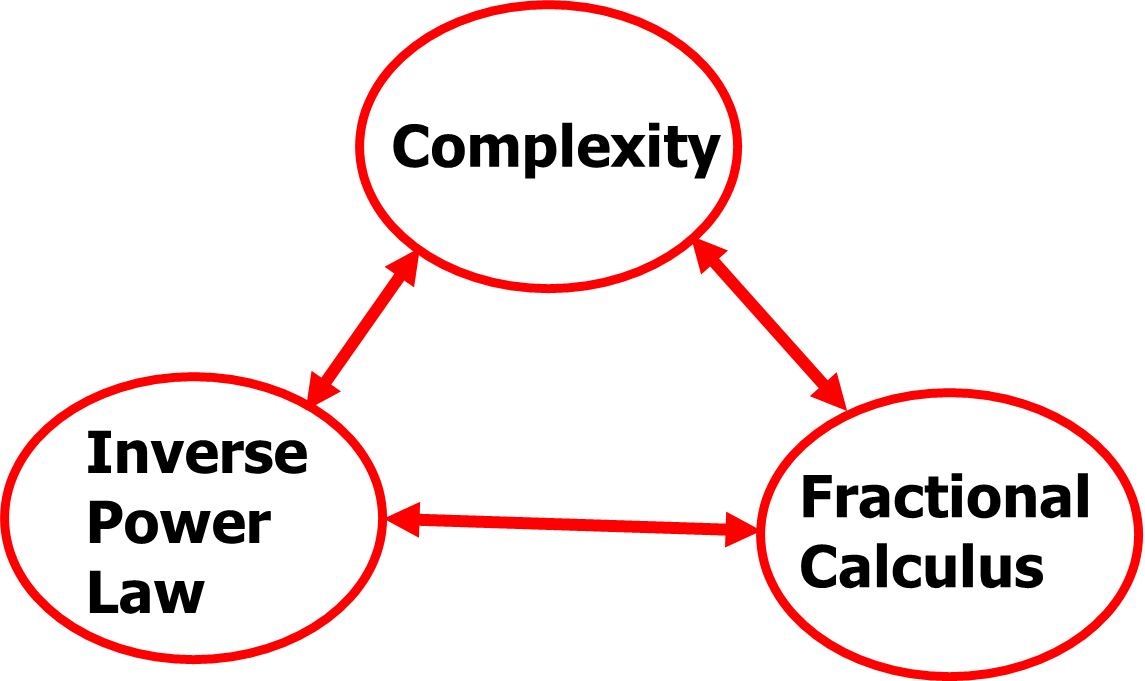 Complexity
Inverse
Power
Law
Fractional
Calculus